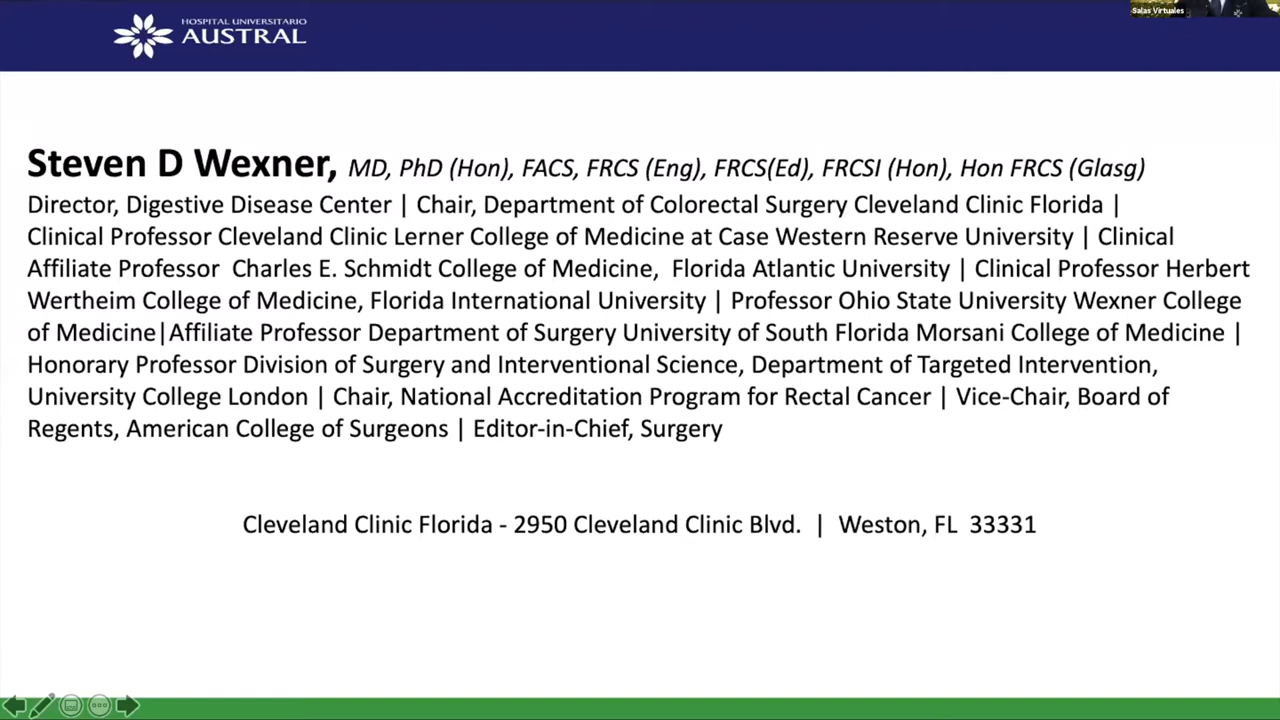 HOSPITAL UNIVERSITARIO
AUSTRAL
Salas Virtuales
Steven D Wexner, MD, PhD (Hon), FACS, FRCS (Eng), FRCS(Ed), FRCSI (Hon), Hon FRCS (Glasg)
Director, Digestive Disease Center | Chair, Department of Colorectal Surgery Cleveland Clinic Florida |
Clinical Professor Cleveland Clinic Lerner College of Medicine at Case Western Reserve University | Clinical
Affiliate Professor Charles E. Schmidt College of Medicine, Florida Atlantic University | Clinical Professor Herbert
Wertheim College of Medicine, Florida International University | Professor Ohio State University Wexner College
of Medicine|Affiliate Professor Department of Surgery University of South Florida Morsani College of Medicine |
Honorary Professor Division of Surgery and Interventional Science, Department of Targeted Intervention,
University College London | Chair, National Accreditation Program for Rectal Cancer | Vice-Chair, Board of
Regents, American College of Surgeons | Editor-in-Chief, Surgery
Cleveland Clinic Florida - 2950 Cleveland Clinic Blvd. | Weston, FL 33331